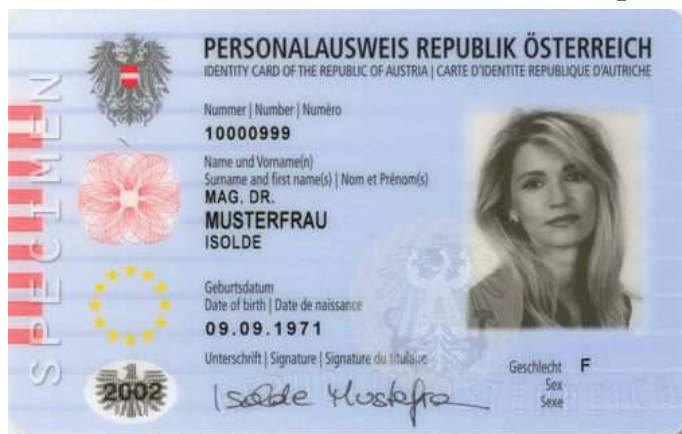 PERSONALAUSWEIS REPUBLIK ÖSTERREICH
IDENTITY CARD OF THE REPUBLIC OF AUSTRIA | CARTE D'IDENTITE REPUBLIQUE D'AUTRICHE
Nummer | Number | Numéro
10000999
Name und Vorname(n)
Surname and first name(s) | Nom et Prénom(s)
MAG. DR.
MUSTERFRAU
ISOLDE
Geburtsdatum
Date of birth | Date de naissance
09.09.1971
Unterschrift | Signature | Signature du titulaire
Isolde
Geschlecht F
Sex
Sexe
SPECIMEN
2002